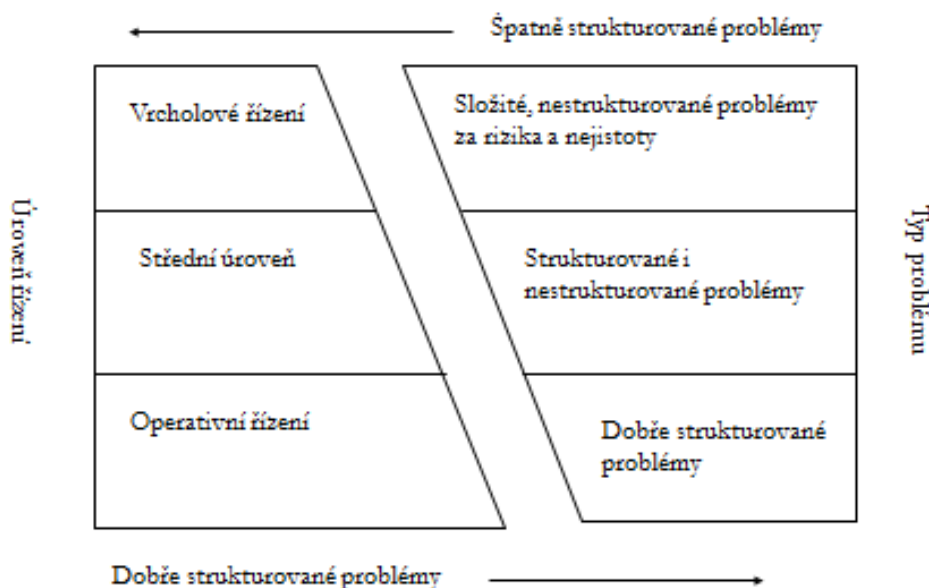 Špatně strukturované problémy
Vrcholové řízení
Složité, nestrukturované problémy
za rizika a nejistoty
Úroveň řízení
Střední úroveň
Strukturované i
nestrukturované problémy
Typ problému
Operativní řízení
Dobře strukturované
problémy
Dobře strukturované problémy